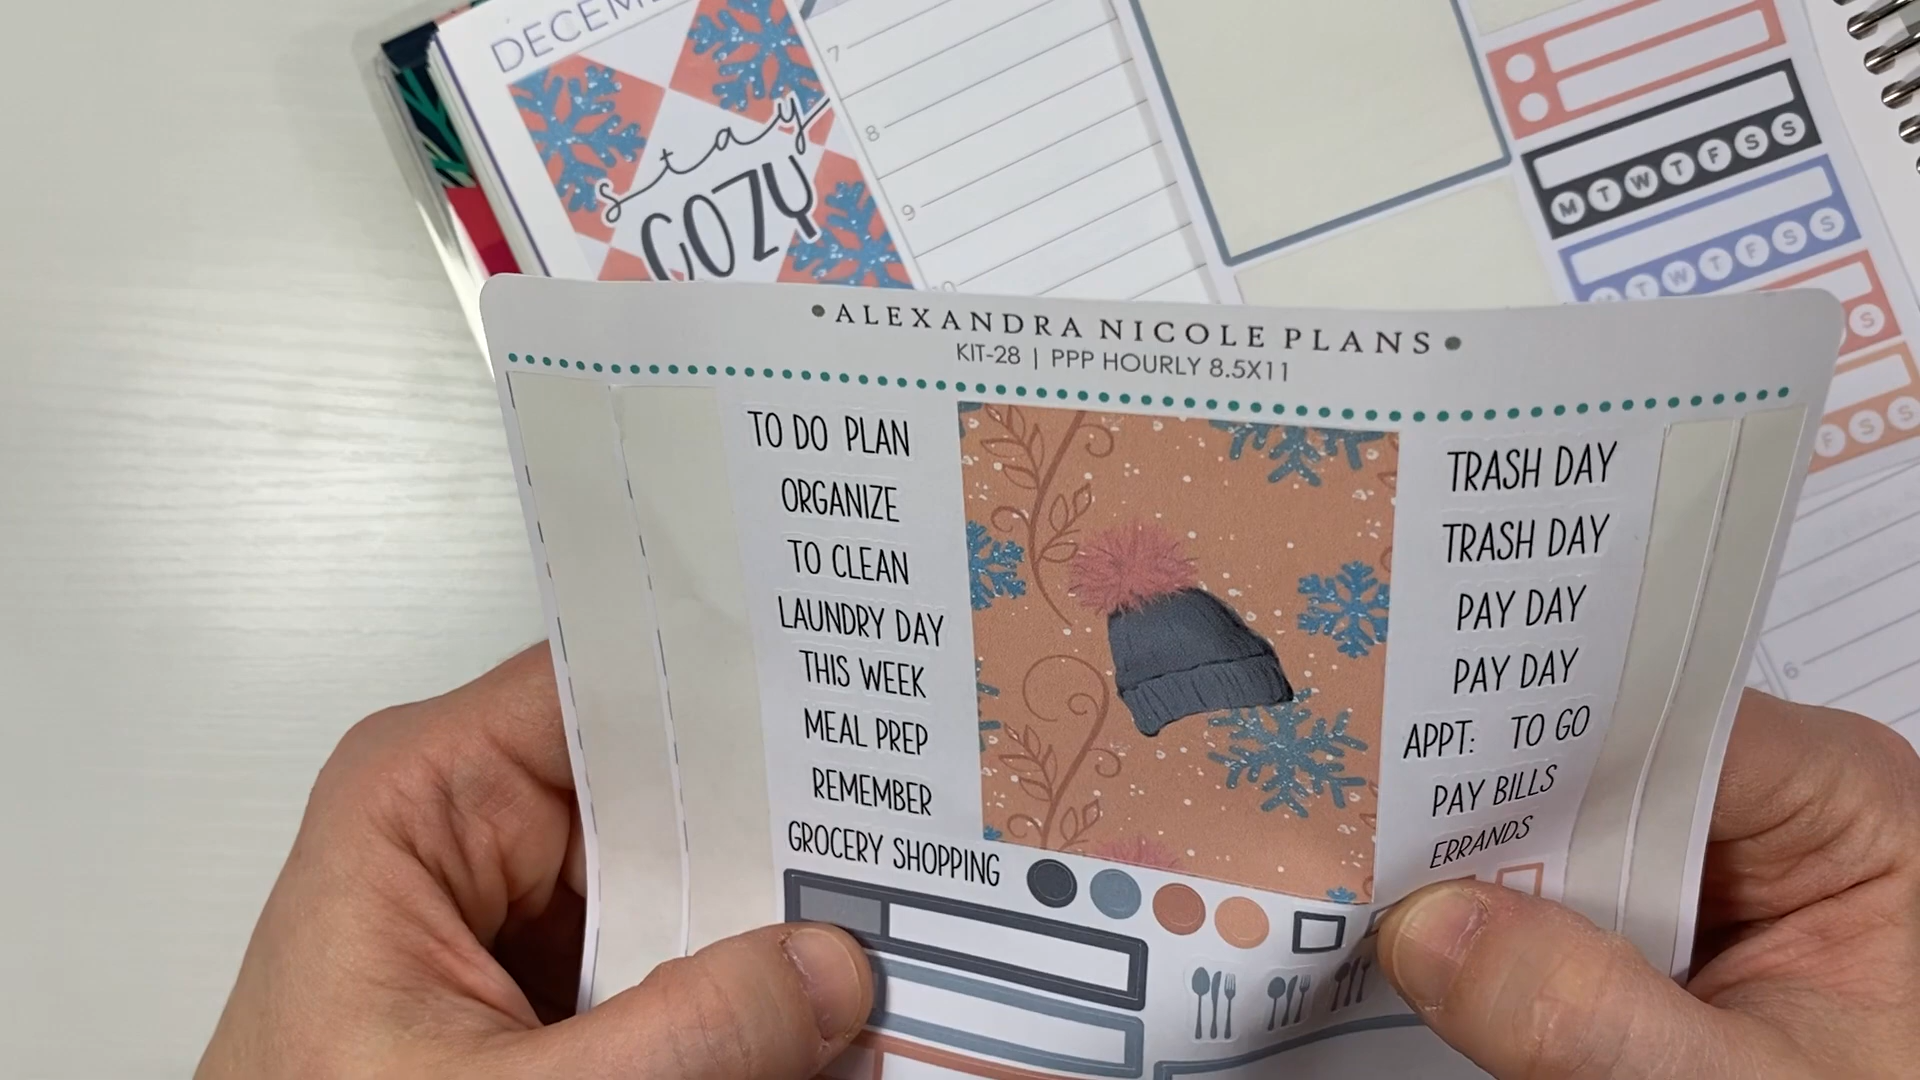 DECEM
stay
COZY
7
8
9
10
M T W T F S S
M T W T F S S
S
F S S
6
•ALEXANDRA NICOLE PLANS•
KIT-28 | PPP HOURLY 8.5X11
TO DO PLAN
ORGANIZE
TO CLEAN
LAUNDRY DAY
THIS WEEK
MEAL PREP
REMEMBER
GROCERY SHOPPING
TRASH DAY
TRASH DAY
PAY DAY
PAY DAY
APPT: TO GO
PAY BILLS
ERRANDS